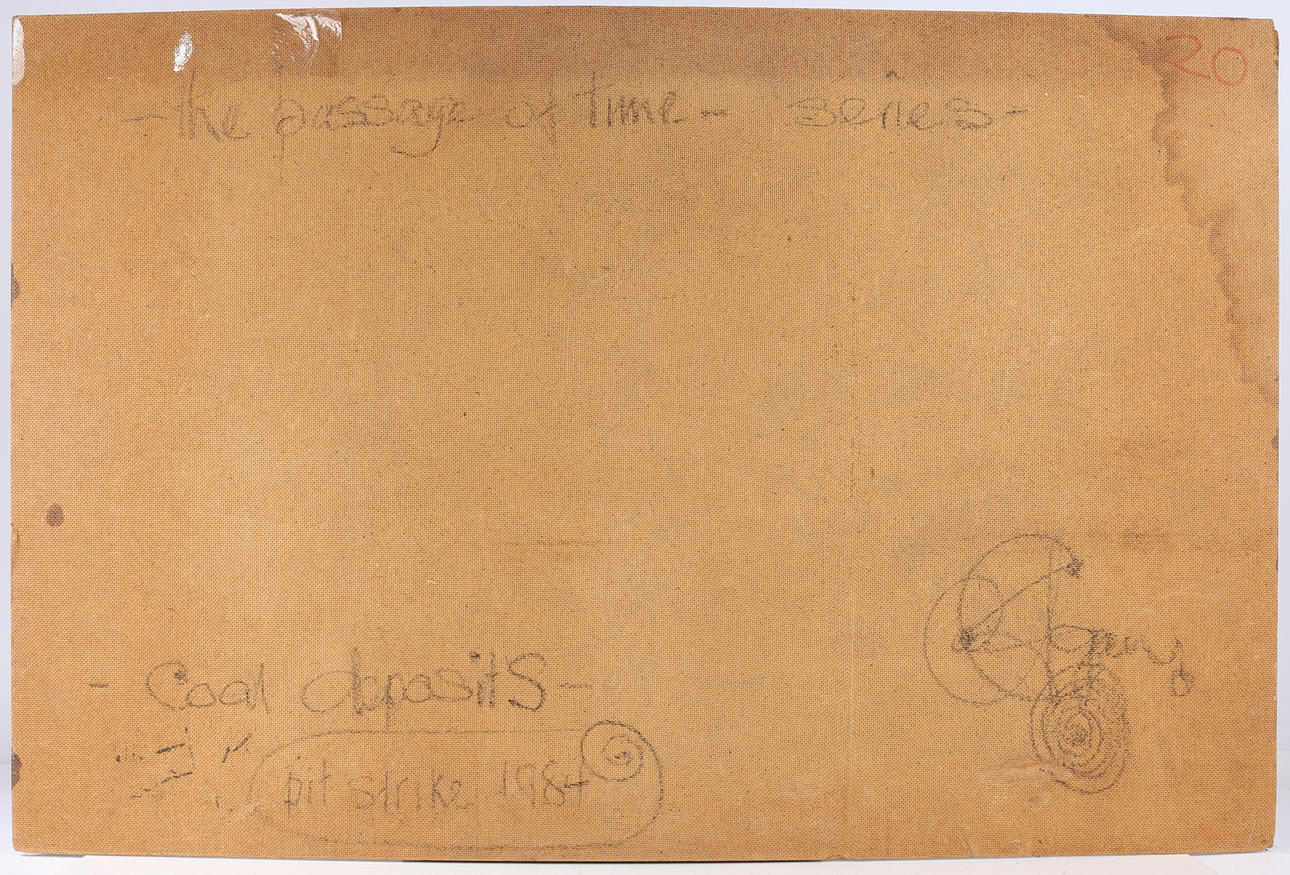 20
- the passage of time - series -
- Coal deposits -
pit strike 1984